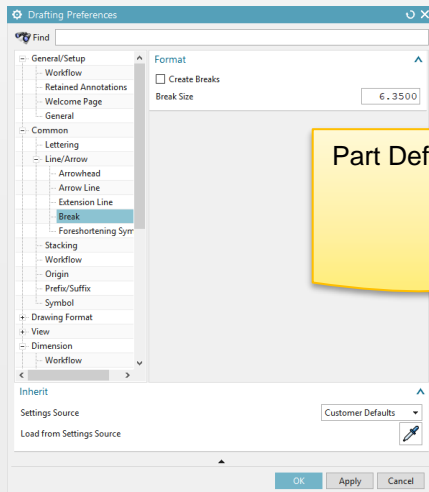 Drafting Preferences
Find
General/Setup
Workflow
Retained Annotations
Welcome Page
General
Common
Lettering
Line/Arrow
Arrowhead
Arrow Line
Extension Line
Break
Foreshortening Sym
Stacking
Workflow
Origin
Prefix/Suffix
Symbol
Drawing Format
View
Dimension
Workflow
Format
Create Breaks
Break Size 6.3500
Part Def
Inherit
Settings Source Customer Defaults
Load from Settings Source
OK Apply Cancel